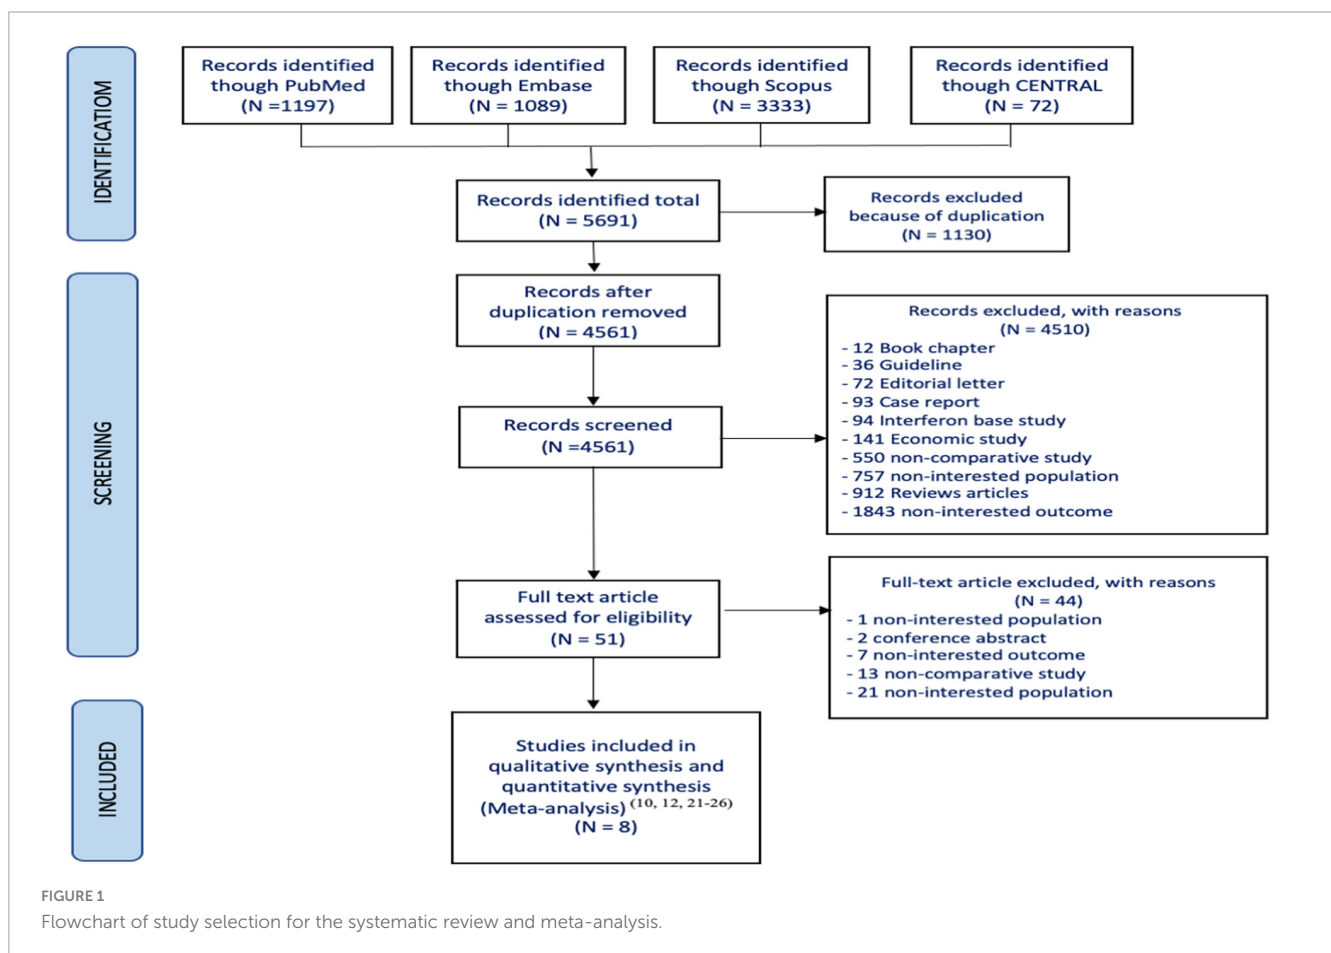 IDENTIFICATIOM
Records identified
though PubMed
(N =1197)
Records identified
though Embase
(N = 1089)
Records identified
though Scopus
(N = 3333)
Records identified
though CENTRAL
(N = 72)
Records identified total
(N = 5691)
Records excluded
because of duplication
(N = 1130)
SCREENING
Records after
duplication removed
(N = 4561)
Records screened
(N =4561)
Records excluded, with reasons
(N = 4510)
- 12 Book chapter
- 36 Guideline
- 72 Editorial letter
- 93 Case report
- 94 Interferon base study
- 141 Economic study
- 550 non-comparative study
- 757 non-interested population
- 912 Reviews articles
- 1843 non-interested outcome
Full text article
assessed for eligibility
(N = 51)
Full-text article excluded, with reasons
(N = 44)
- 1 non-interested population
- 2 conference abstract
- 7 non-interested outcome
- 13 non-comparative study
- 21 non-interested population
INCLUDED
Studies included in
qualitative synthesis and
quantitative synthesis
(Meta-analysis) (10, 12, 21-26)
(N = 8)
FIGURE 1
Flowchart of study selection for the systematic review and meta-analysis.